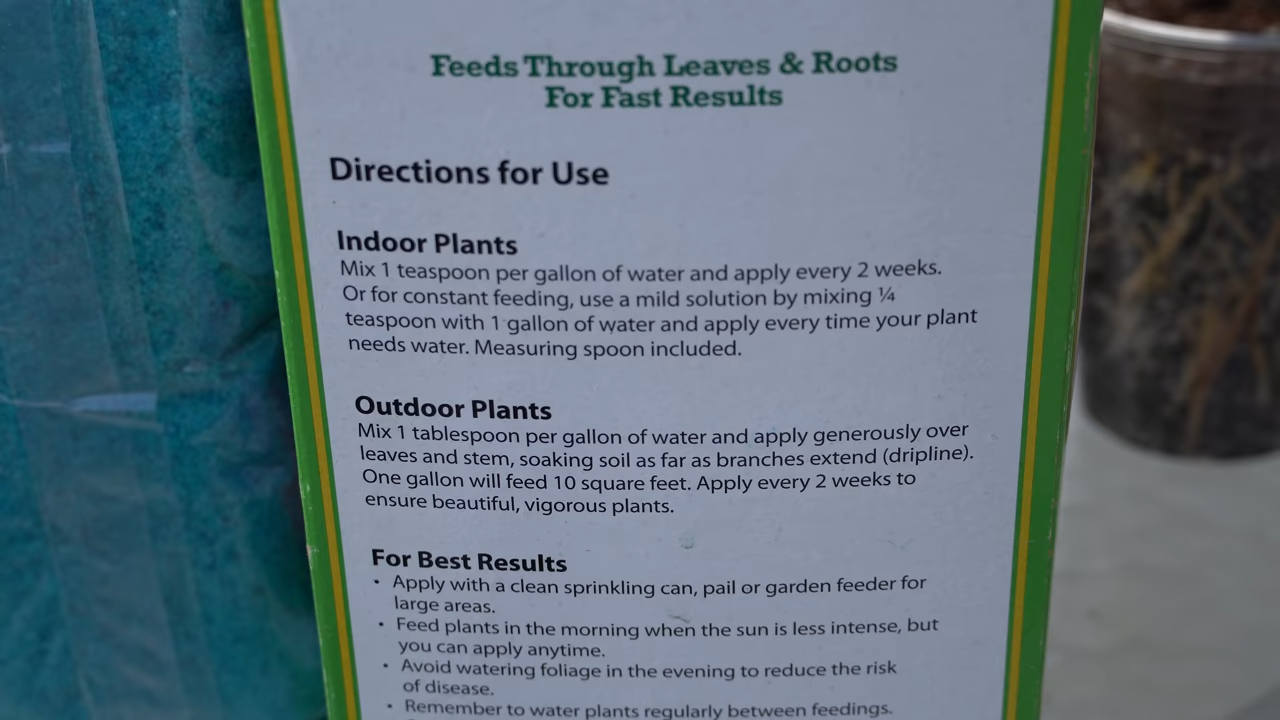 Feeds Through Leaves & Roots
For Fast Results
Directions for Use
Indoor Plants
Mix 1 teaspoon per gallon of water and apply every 2 weeks.
Or for constant feeding, use a mild solution by mixing ¼
teaspoon with 1 gallon of water and apply every time your plant
needs water. Measuring spoon included.
Outdoor Plants
Mix 1 tablespoon per gallon of water and apply generously over
leaves and stem, soaking soil as far as branches extend (dripline).
One gallon will feed 10 square feet. Apply every 2 weeks to
ensure beautiful, vigorous plants.
For Best Results
• Apply with a clean sprinkling can, pail or garden feeder for
large areas.
• Feed plants in the morning when the sun is less intense, but
you can apply anytime.
• Avoid watering foliage in the evening to reduce the risk
of disease.
• Remember to water plants regularly between feedings.